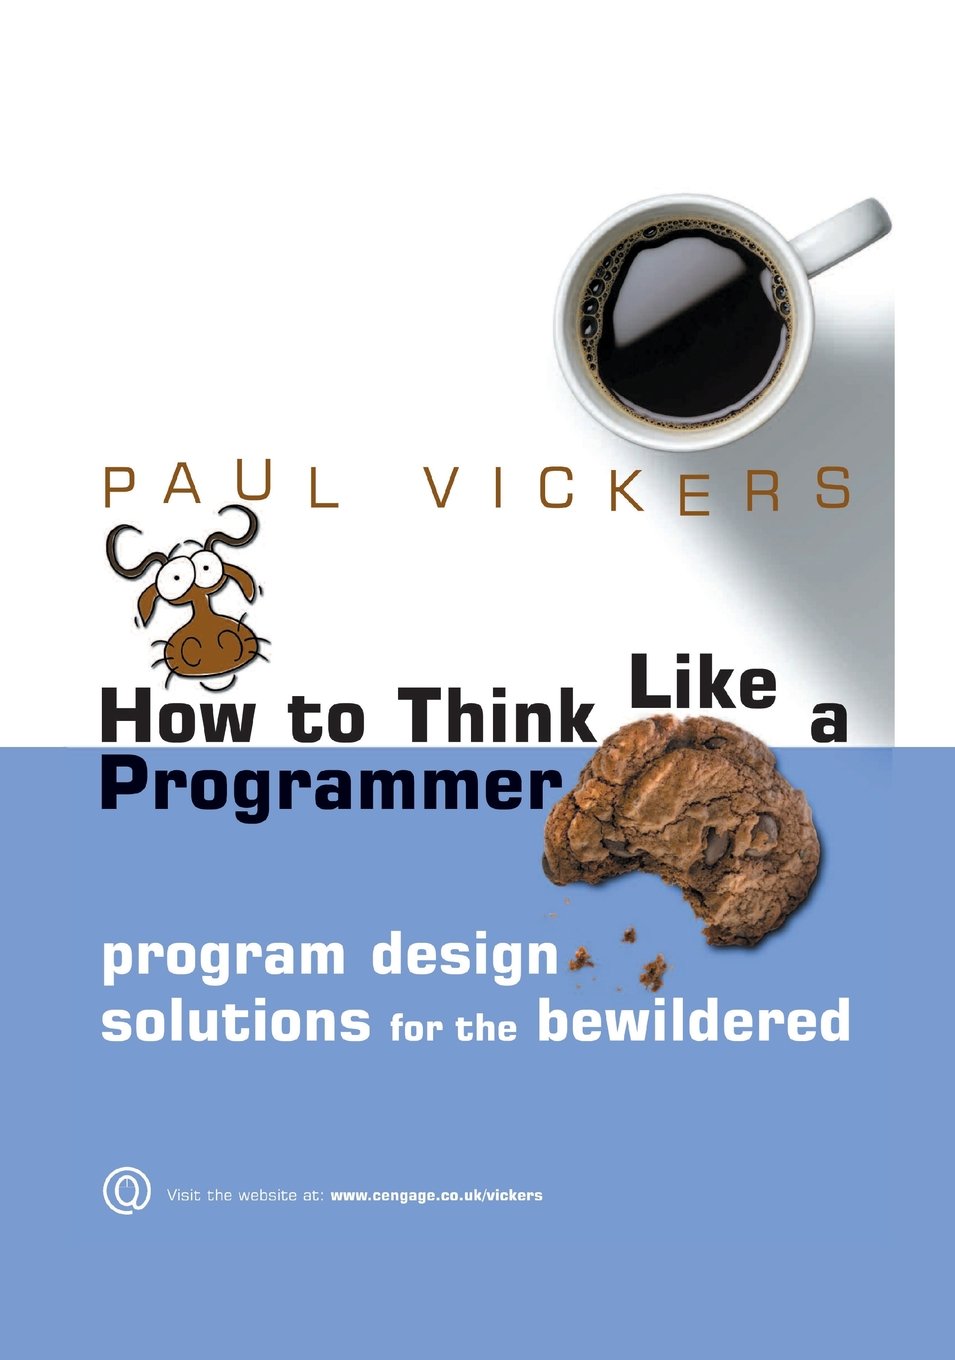 PAUL VICKERS
How to Think Like a
Programmer
program design
solutions for the bewildered
Visit the website at: www.cengage.co.uk/vickers